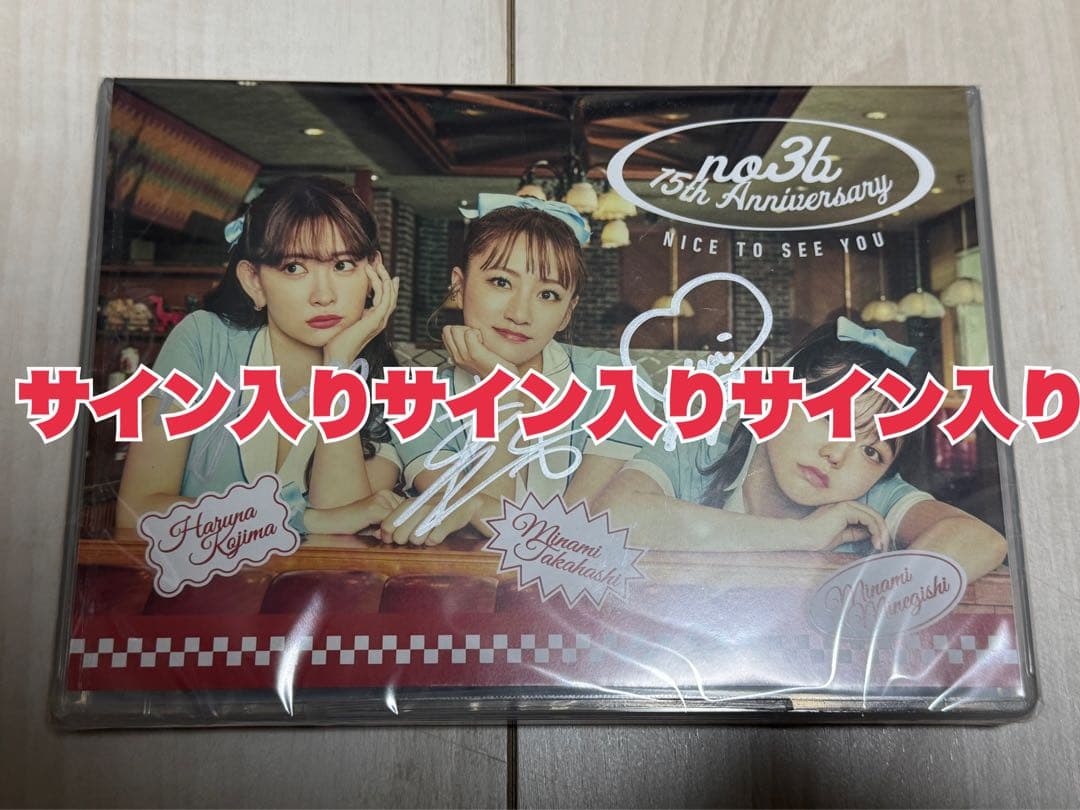 no3b
15th Anniversary
NICE TO SEE YOU
サイン入りサイン入りサイン入り
Haruna
Kojima
Minami
Takahashi
Minami
Minegishi